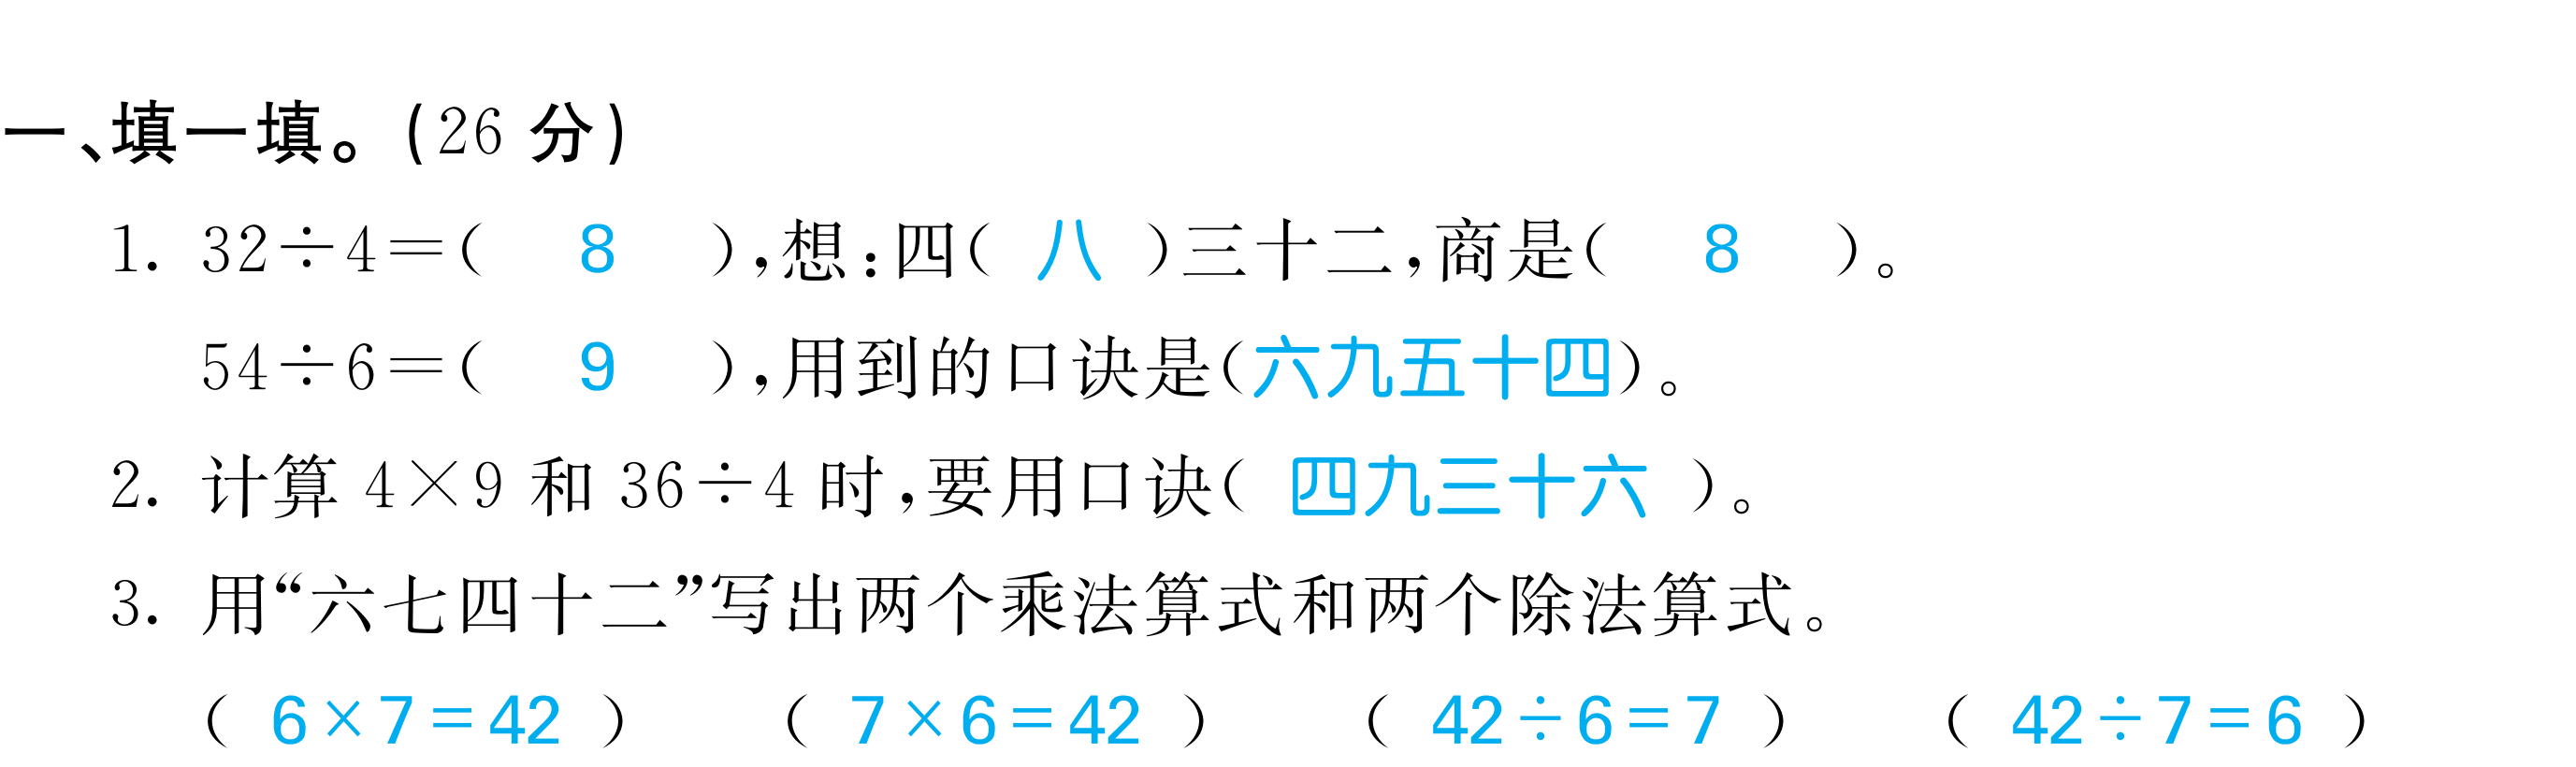 一、填一填。(26 分)
1. 32÷4=( 8 ),想:四( 八 )三十二,商是( 8 )。
54÷6=( 9 ),用到的口诀是(六九五十四)。
2. 计算 4×9 和 36÷4 时,要用口诀( 四九三十六 )。
3. 用“六七四十二”写出两个乘法算式和两个除法算式。
( 6×7=42 ) ( 7×6=42 ) ( 42÷6=7 ) ( 42÷7=6 )